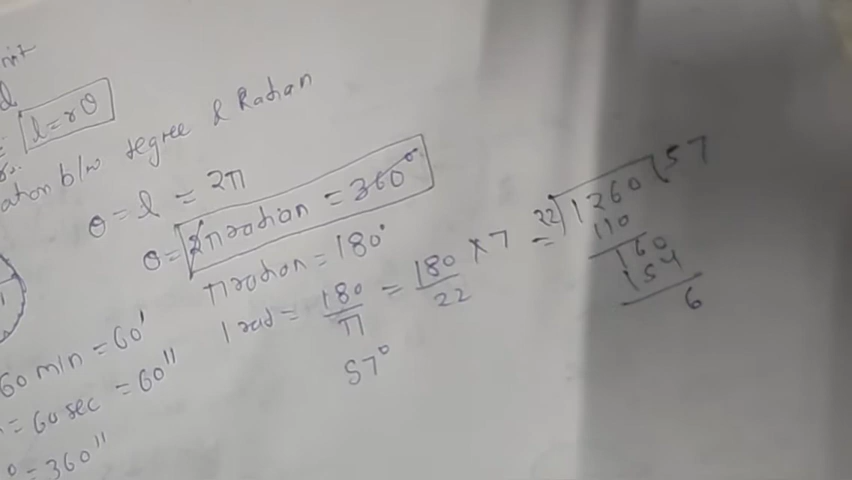 l = rθ
b/w degree & Radian
θ = l = 2π
θ = 2π radian = 360°
π radian = 180°
1 rad = 180/π = 180/22 × 7 = 22)1260(57
110
160
154
6
57°
60 min = 60'
= 60 sec = 60"
= 360"